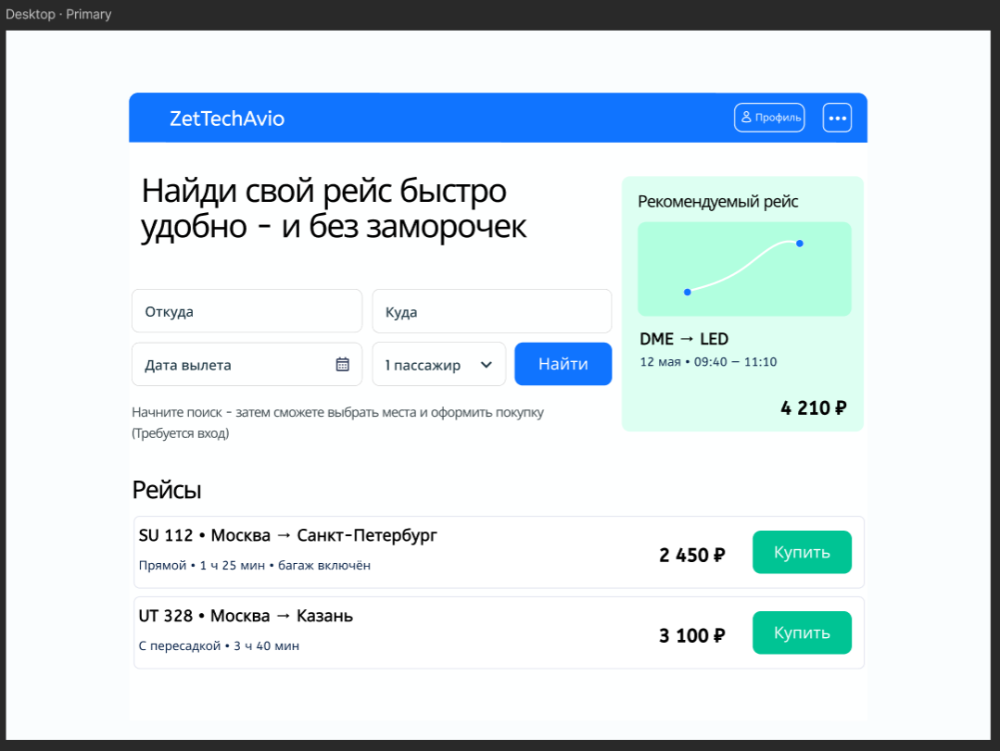 Desktop · Primary
ZetTechAvio
Профиль
Найди свой рейс быстро
удобно - и без заморочек
Откуда
Куда
Дата вылета
1 пассажир
Найти
Начните поиск - затем сможете выбрать места и оформить покупку
(Требуется вход)
Рекомендуемый рейс
DME → LED
12 мая • 09:40 — 11:10
4 210 ₽
Рейсы
SU 112 • Москва → Санкт-Петербург
Прямой • 1 ч 25 мин • багаж включён
2 450 ₽
Купить
UT 328 • Москва → Казань
С пересадкой • 3 ч 40 мин
3 100 ₽
Купить